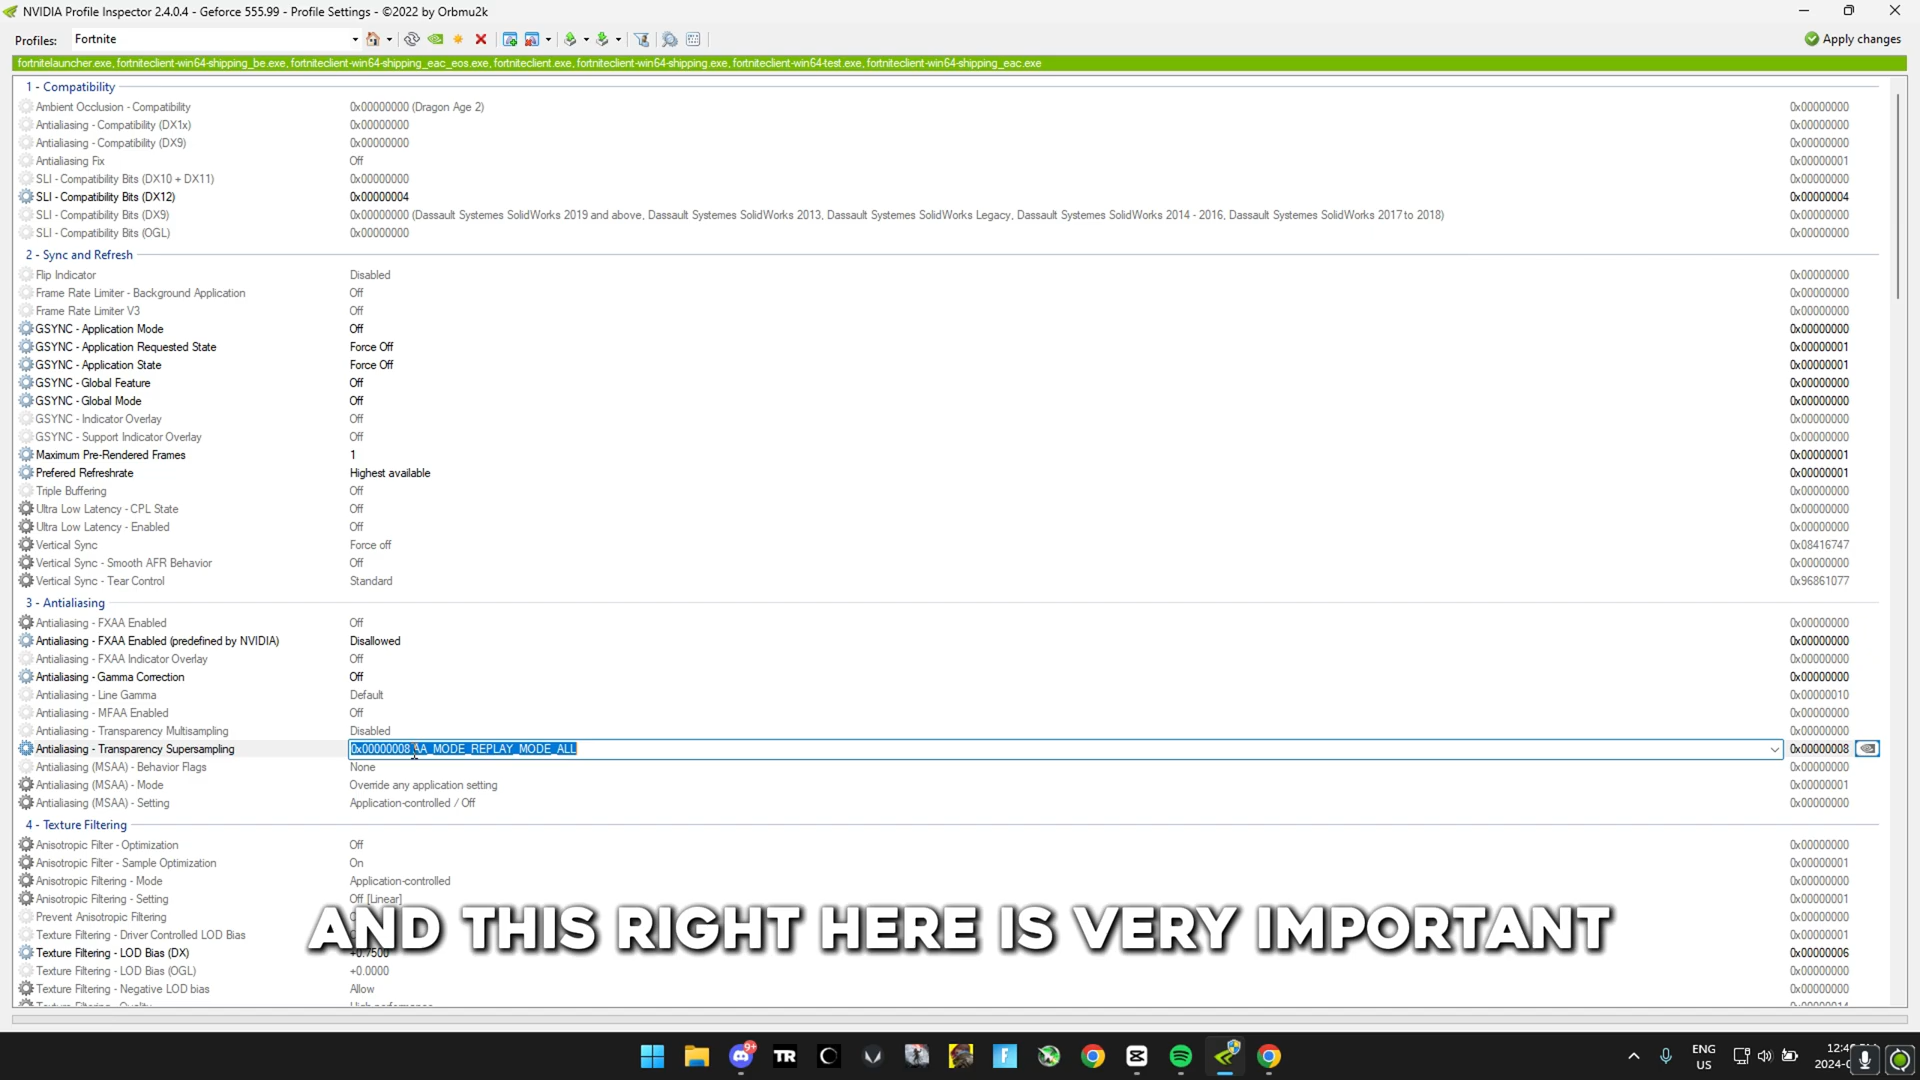 NVIDIA Profile Inspector 2.4.0.4 - Geforce 555.99 - Profile Settings - ©2022 by Orbmu2k
Profiles: Fortnite Apply changes
fortnitelauncher.exe, fortniteclient-win64-shipping_be.exe, fortniteclient-win64-shipping_eac_eos.exe, fortniteclient.exe, fortniteclient-win64-shipping.exe, fortniteclient-win64-test.exe, fortniteclient-win64-shipping_eac.exe
1 - Compatibility
Ambient Occlusion - Compatibility 0x00000000 (Dragon Age 2) 0x00000000
Antialiasing - Compatibility (DX1x) 0x00000000 0x00000000
Antialiasing - Compatibility (DX9) 0x00000000 0x00000000
Antialiasing Fix Off 0x00000001
SLI - Compatibility Bits (DX10 + DX11) 0x00000000 0x00000000
SLI - Compatibility Bits (DX12) 0x00000004 0x00000004
SLI - Compatibility Bits (DX9) 0x00000000 (Dassault Systemes SolidWorks 2019 and above, Dassault Systemes SolidWorks 2013, Dassault Systemes SolidWorks Legacy, Dassault Systemes SolidWorks 2014 - 2016, Dassault Systemes SolidWorks 2017 to 2018) 0x00000000
SLI - Compatibility Bits (OGL) 0x00000000 0x00000000
2 - Sync and Refresh
Flip Indicator Disabled 0x00000000
Frame Rate Limiter - Background Application Off 0x00000000
Frame Rate Limiter V3 Off 0x00000000
GSYNC - Application Mode Off 0x00000000
GSYNC - Application Requested State Force Off 0x00000001
GSYNC - Application State Force Off 0x00000001
GSYNC - Global Feature Off 0x00000000
GSYNC - Global Mode Off 0x00000000
GSYNC - Indicator Overlay Off 0x00000000
GSYNC - Support Indicator Overlay Off 0x00000000
Maximum Pre-Rendered Frames 1 0x00000001
Prefered Refreshrate Highest available 0x00000001
Triple Buffering Off 0x00000000
Ultra Low Latency - CPL State Off 0x00000000
Ultra Low Latency - Enabled Off 0x00000000
Vertical Sync Force off 0x08416747
Vertical Sync - Smooth AFR Behavior Off 0x00000000
Vertical Sync - Tear Control Standard 0x96861077
3 - Antialiasing
Antialiasing - FXAA Enabled Off 0x00000000
Antialiasing - FXAA Enabled (predefined by NVIDIA) Disallowed 0x00000000
Antialiasing - FXAA Indicator Overlay Off 0x00000000
Antialiasing - Gamma Correction Off 0x00000000
Antialiasing - Line Gamma Default 0x00000010
Antialiasing - MFAA Enabled Off 0x00000000
Antialiasing - Transparency Multisampling Disabled 0x00000000
Antialiasing - Transparency Supersampling 0x00000008 AA_MODE_REPLAY_MODE_ALL 0x00000008
Antialiasing (MSAA) - Behavior Flags None 0x00000000
Antialiasing (MSAA) - Mode Override any application setting 0x00000001
Antialiasing (MSAA) - Setting Application-controlled / Off 0x00000000
4 - Texture Filtering
Anisotropic Filter - Optimization Off 0x00000000
Anisotropic Filter - Sample Optimization On 0x00000001
Anisotropic Filtering - Mode Application-controlled 0x00000000
Anisotropic Filtering - Setting Off [Linear] 0x00000001
Prevent Anisotropic Filtering 0x00000000
Texture Filtering - Driver Controlled LOD Bias 0x00000001
AND THIS RIGHT HERE IS VERY IMPORTANT
Texture Filtering - LOD Bias (DX) +0.7500 0x00000006
Texture Filtering - LOD Bias (OGL) +0.0000 0x00000000
Texture Filtering - Negative LOD bias Allow 0x00000000
9+ TR
ENG
US